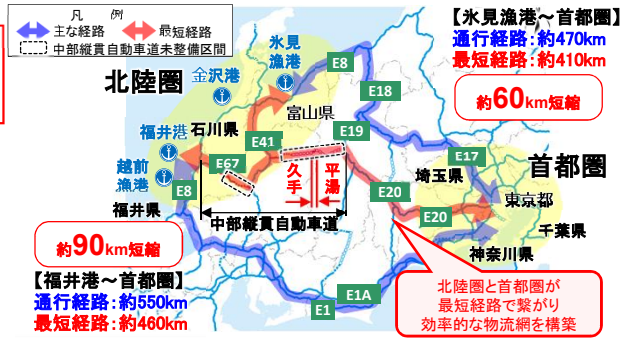 凡　例
主な経路
最短経路
中部縦貫自動車道未整備区間
【氷見漁港～首都圏】
通行経路:約470km
最短経路:約410km
約60km短縮
北陸圏
金沢港
氷見
漁港
E8
E18
富山県
E19
福井港
石川県
E41
E17
首都圏
越前
漁港
E67
久手
平湯
埼玉県
E8
E20
東京都
福井県
中部縦貫自動車道
E20
千葉県
神奈川県
約90km短縮
【福井港～首都圏】
通行経路:約550km
最短経路:約460km
E1
E1A
北陸圏と首都圏が
最短経路で繋がり
効率的な物流網を構築